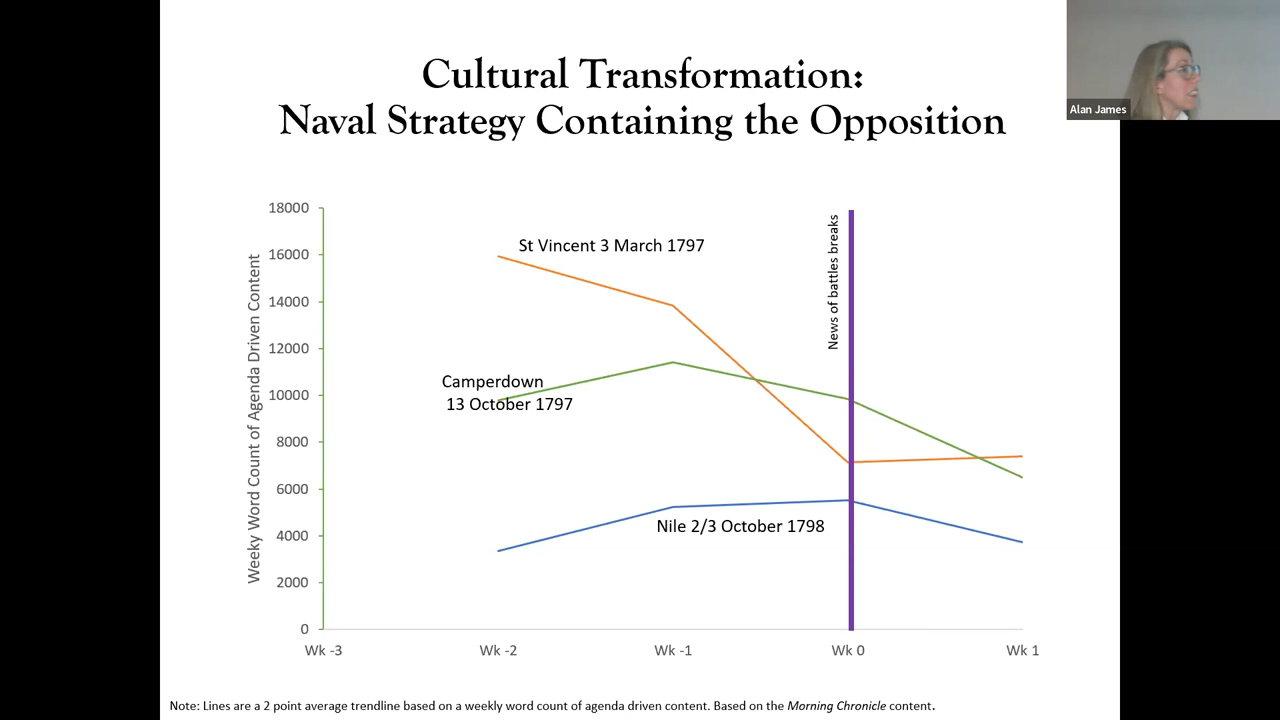 Cultural Transformation:
Naval Strategy Containing the Opposition
Alan James
Weeky Word Count of Agenda Driven Content
18000
16000
14000
12000
10000
8000
6000
4000
2000
0
St Vincent 3 March 1797
News of battles breaks
Camperdown
13 October 1797
Nile 2/3 October 1798
Wk -3
Wk -2
Wk -1
Wk 0
Wk 1
Note: Lines are a 2 point average trendline based on a weekly word count of agenda driven content. Based on the Morning Chronicle content.